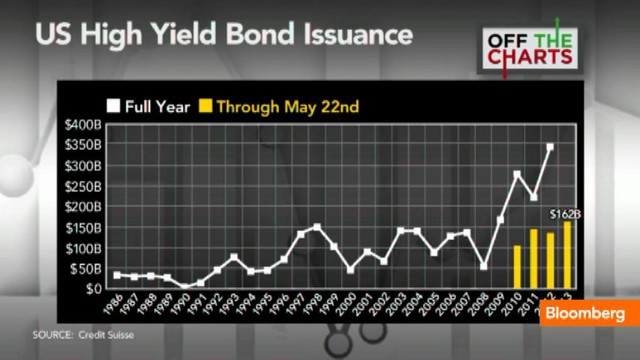 US High Yield Bond Issuance
OFF THE
CHARTS
Full Year
Through May 22nd
$400B
$350B
$300B
$250B
$200B
$150B
$100B
$50B
$0
$162B
1986 1987 1988 1989 1990 1991 1992 1993 1994 1995 1996 1997 1998 1999 2000 2001 2002 2003 2004 2005 2006 2007 2008 2009 2010 2011
Bloomberg
SOURCE: Credit Suisse